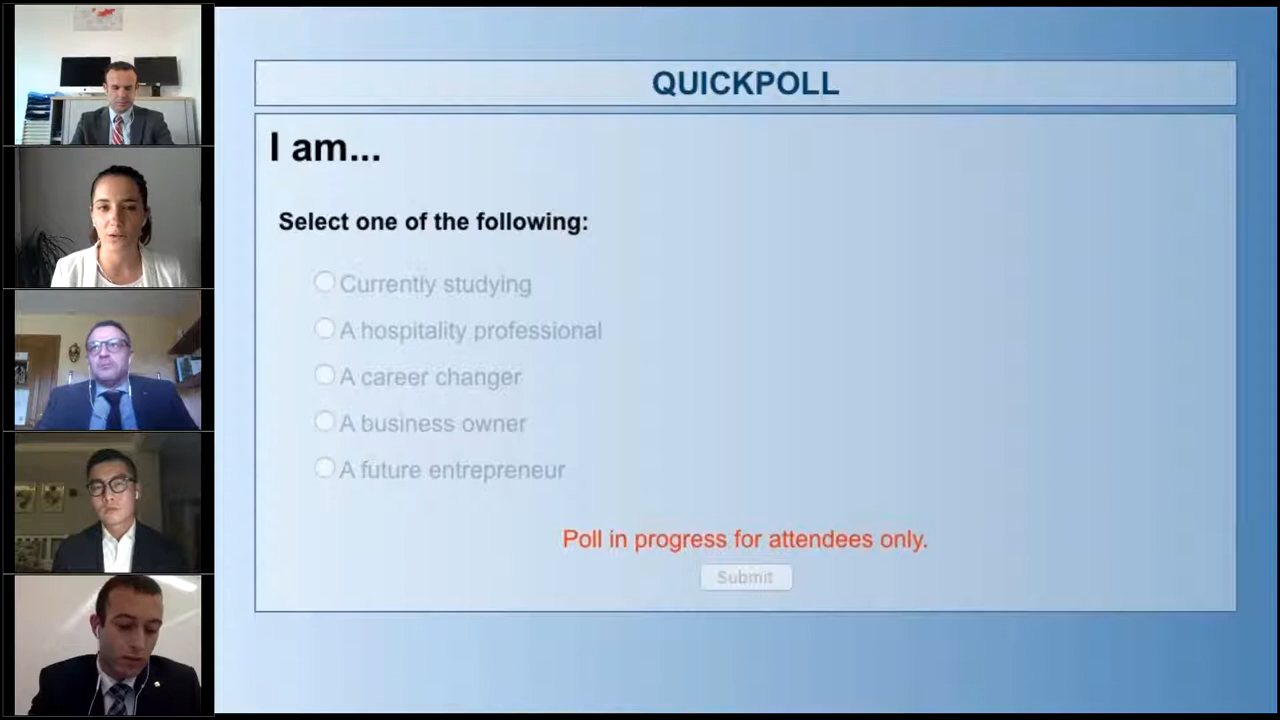 QUICKPOLL
I am...
Select one of the following:
Currently studying
A hospitality professional
A career changer
A business owner
A future entrepreneur
Poll in progress for attendees only.
Submit